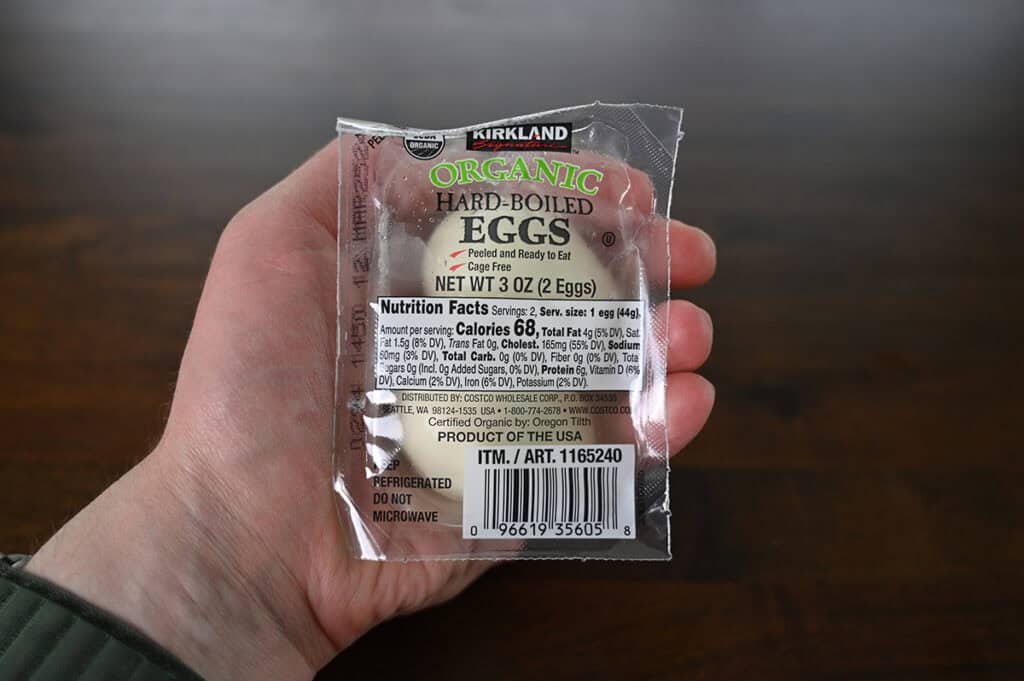 USDA
ORGANIC
KIRKLAND
Signature™
ORGANIC
HARD-BOILED
EGGS
Peeled and Ready to Eat
Cage Free
NET WT 3 OZ (2 Eggs)
Nutrition Facts Servings: 2, Serv. size: 1 egg (44g),
Amount per serving: Calories 68, Total Fat 4g (5% DV), Sat.
Fat 1.5g (8% DV), Trans Fat 0g, Cholest. 165mg (55% DV), Sodium
60mg (3% DV), Total Carb. 0g (0% DV), Fiber 0g (0% DV), Total
Sugars 0g (Incl. 0g Added Sugars, 0% DV), Protein 6g, Vitamin D (6%
DV), Calcium (2% DV), Iron (6% DV), Potassium (2% DV).
DISTRIBUTED BY: COSTCO WHOLESALE CORP., P.O. BOX 34535
SEATTLE, WA 98124-1535 USA • 1-800-774-2678 • WWW.COSTCO.CO
Certified Organic by: Oregon Tilth
PRODUCT OF THE USA
ITM. / ART. 1165240
KEEP
REFRIGERATED
DO NOT
MICROWAVE
0 96619 35605 8